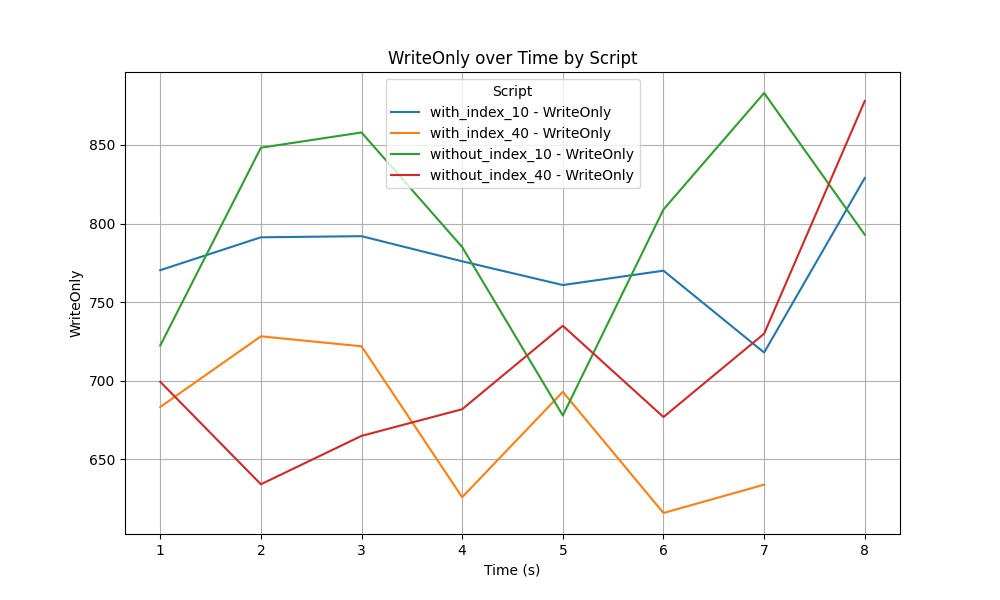 WriteOnly over Time by Script
Script
with_index_10 - WriteOnly
with_index_40 - WriteOnly
without_index_10 - WriteOnly
without_index_40 - WriteOnly
WriteOnly
850
800
750
700
650
1 2 3 4 5 6 7 8
Time (s)